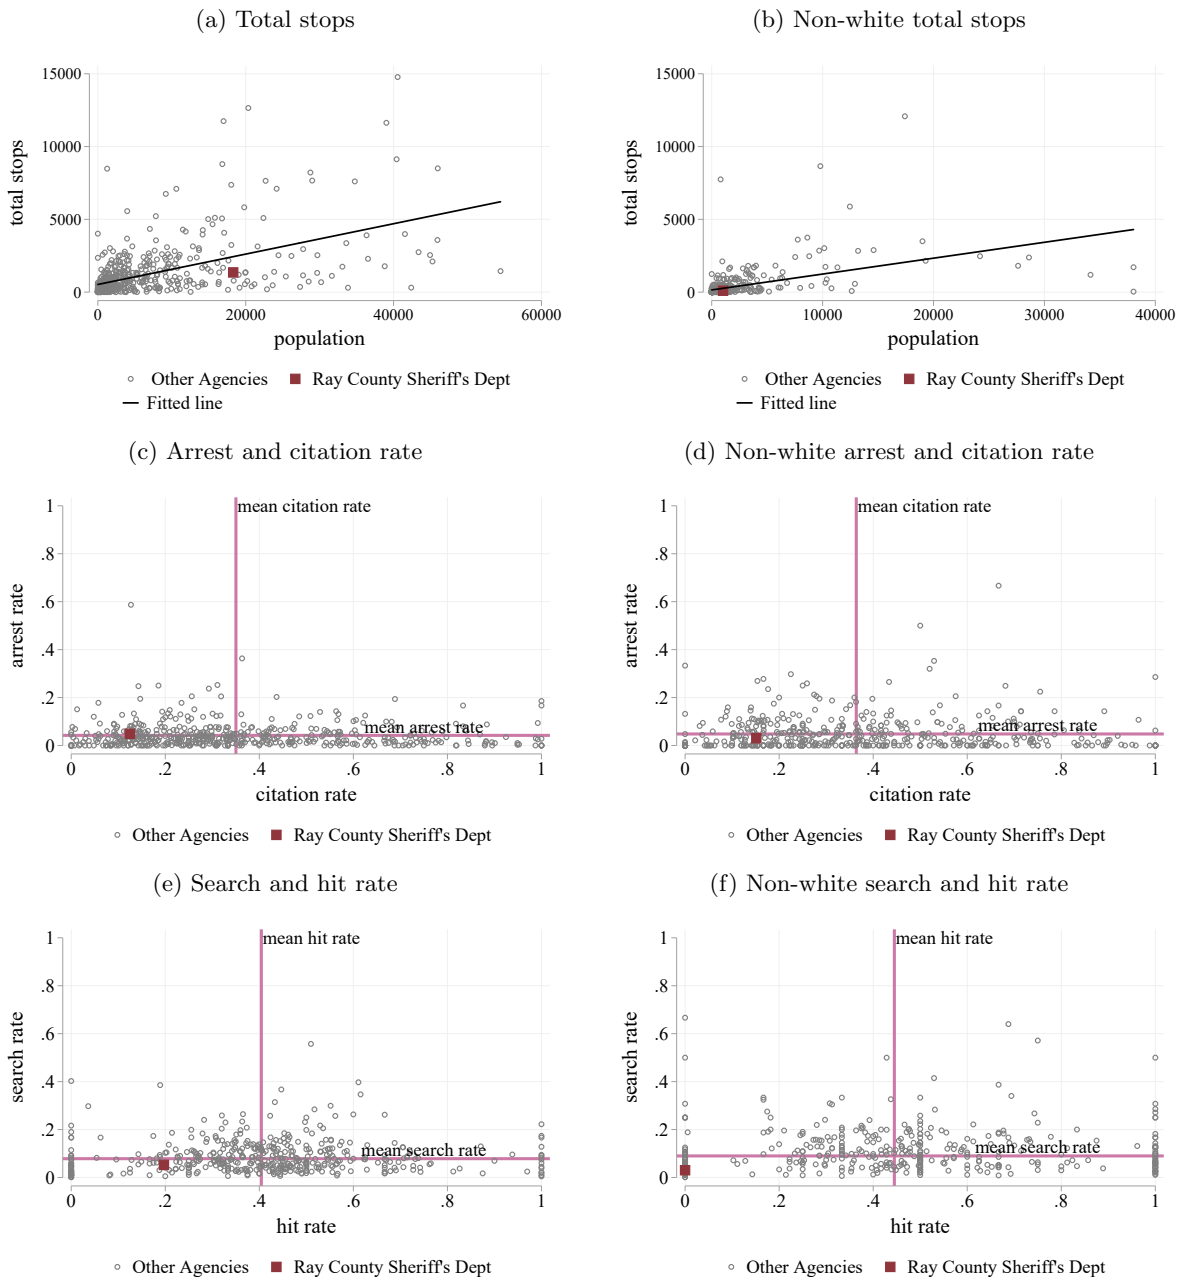 (a) Total stops
(b) Non-white total stops
15000
10000
5000
0
total stops
0 20000 40000 60000
population
Other Agencies Ray County Sheriff's Dept
Fitted line
15000
10000
5000
0
total stops
0 10000 20000 30000 40000
population
Other Agencies Ray County Sheriff's Dept
Fitted line
(c) Arrest and citation rate
(d) Non-white arrest and citation rate
1
.8
.6
.4
.2
0
arrest rate
mean citation rate
mean arrest rate
0 .2 .4 .6 .8 1
citation rate
Other Agencies Ray County Sheriff's Dept
1
.8
.6
.4
.2
0
arrest rate
mean citation rate
mean arrest rate
0 .2 .4 .6 .8 1
citation rate
Other Agencies Ray County Sheriff's Dept
(e) Search and hit rate
(f) Non-white search and hit rate
1
.8
.6
.4
.2
0
search rate
mean hit rate
mean search rate
0 .2 .4 .6 .8 1
hit rate
Other Agencies Ray County Sheriff's Dept
1
.8
.6
.4
.2
0
search rate
mean hit rate
mean search rate
0 .2 .4 .6 .8 1
hit rate
Other Agencies Ray County Sheriff's Dept